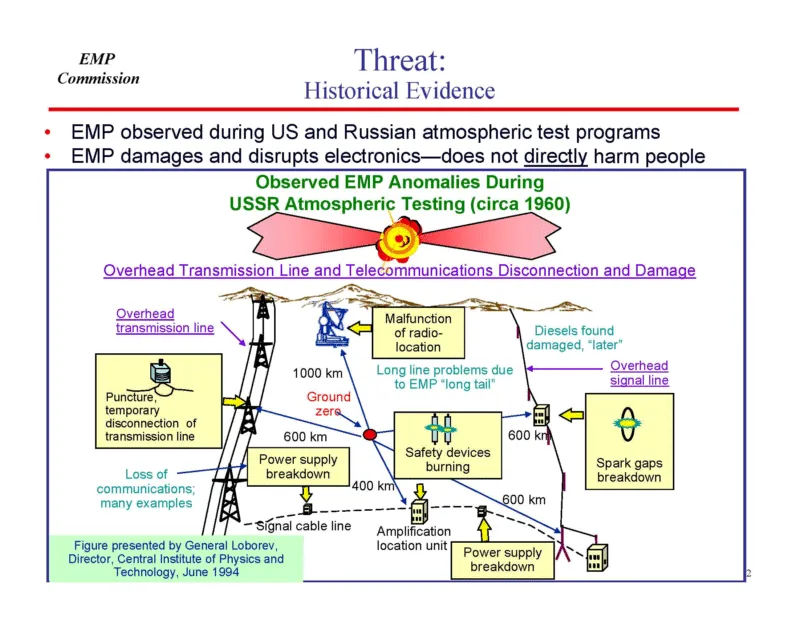 EMP
Commission
Threat:
Historical Evidence
• EMP observed during US and Russian atmospheric test programs
• EMP damages and disrupts electronics—does not directly harm people
Observed EMP Anomalies During
USSR Atmospheric Testing (circa 1960)
Overhead Transmission Line and Telecommunications Disconnection and Damage
Overhead
transmission line
Malfunction
of radio-
location
Diesels found
damaged, “later”
1000 km
Long line problems due
to EMP “long tail”
Overhead
signal line
Puncture,
temporary
disconnection of
transmission line
Ground
zero
600 km
600 km
Safety devices
burning
Spark gaps
breakdown
Power supply
breakdown
Loss of
communications;
many examples
400 km
600 km
Signal cable line
Amplification
location unit
Power supply
breakdown
Figure presented by General Loborev,
Director, Central Institute of Physics and
Technology, June 1994
2